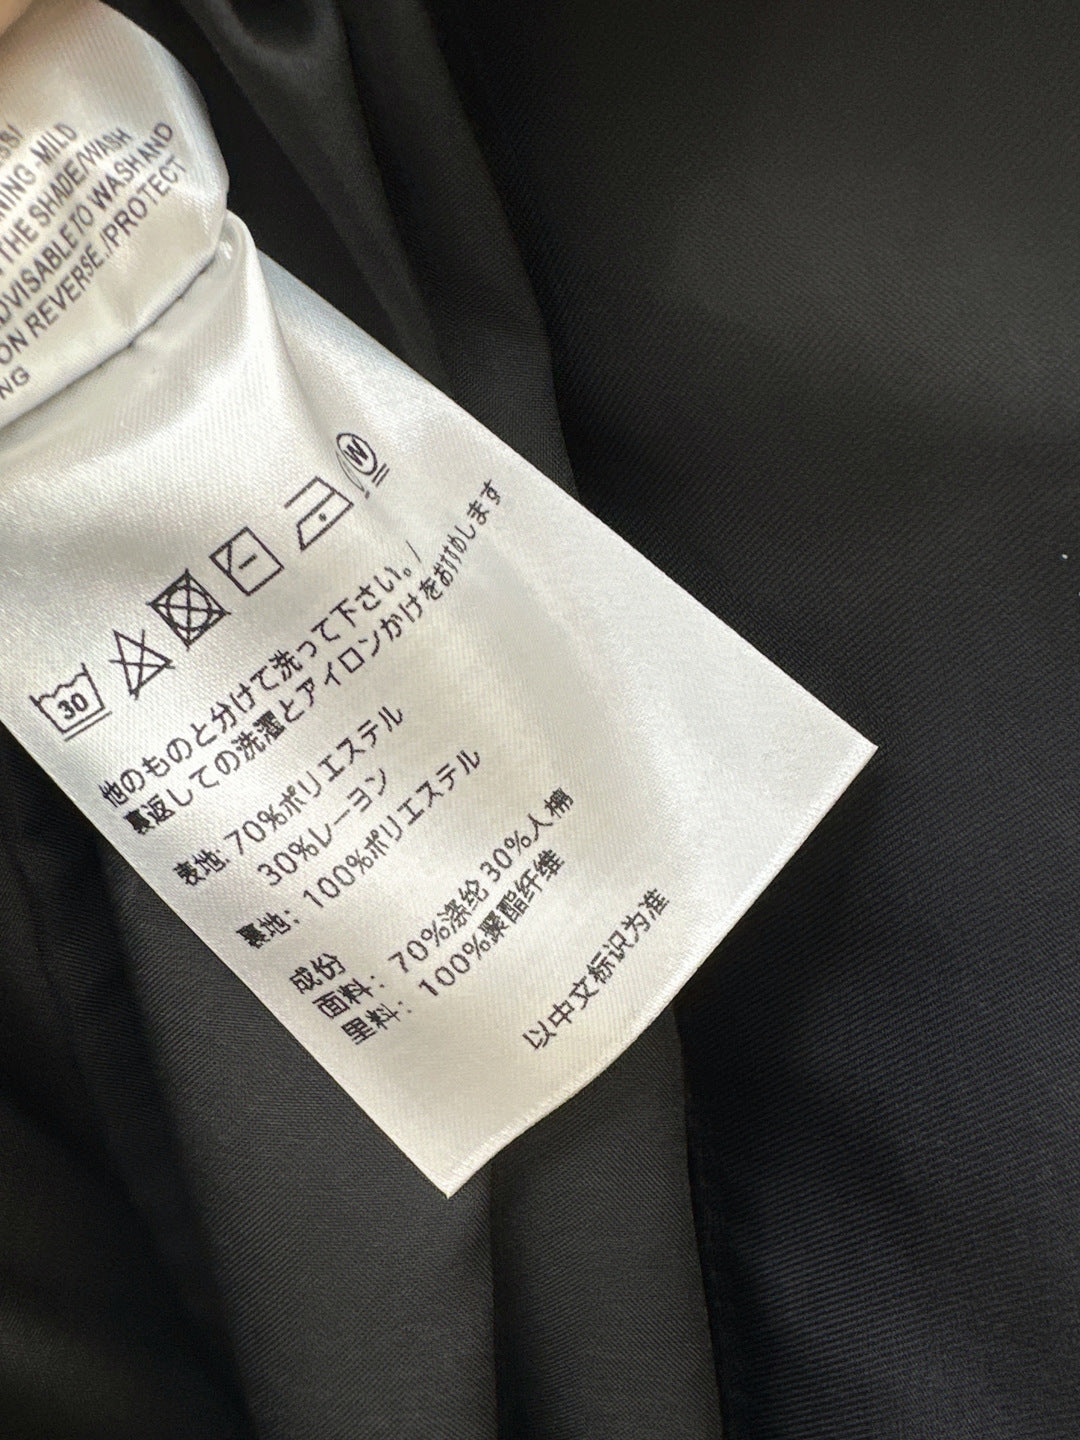 -MILD
THE SHADE/WASH
ADVISABLE TO WASH AND
ON REVERSE./PROTECT
W
30
他のものと分けて洗って下さい。/
裏返しての洗濯とアイロンかけをおすすめします
表地: 70%ポリエステル
30%レーヨン
裏地: 100%ポリエステル
成份
面料: 70%涤纶 30%人棉
里料: 100%聚酯纤维
以中文标识为准